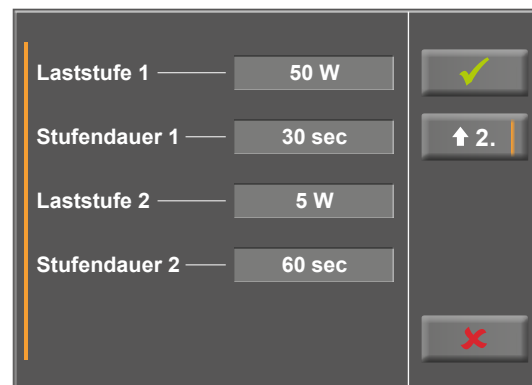 Laststufe 1 50 W
Stufendauer 1 30 sec
Laststufe 2 5 W
Stufendauer 2 60 sec
2.